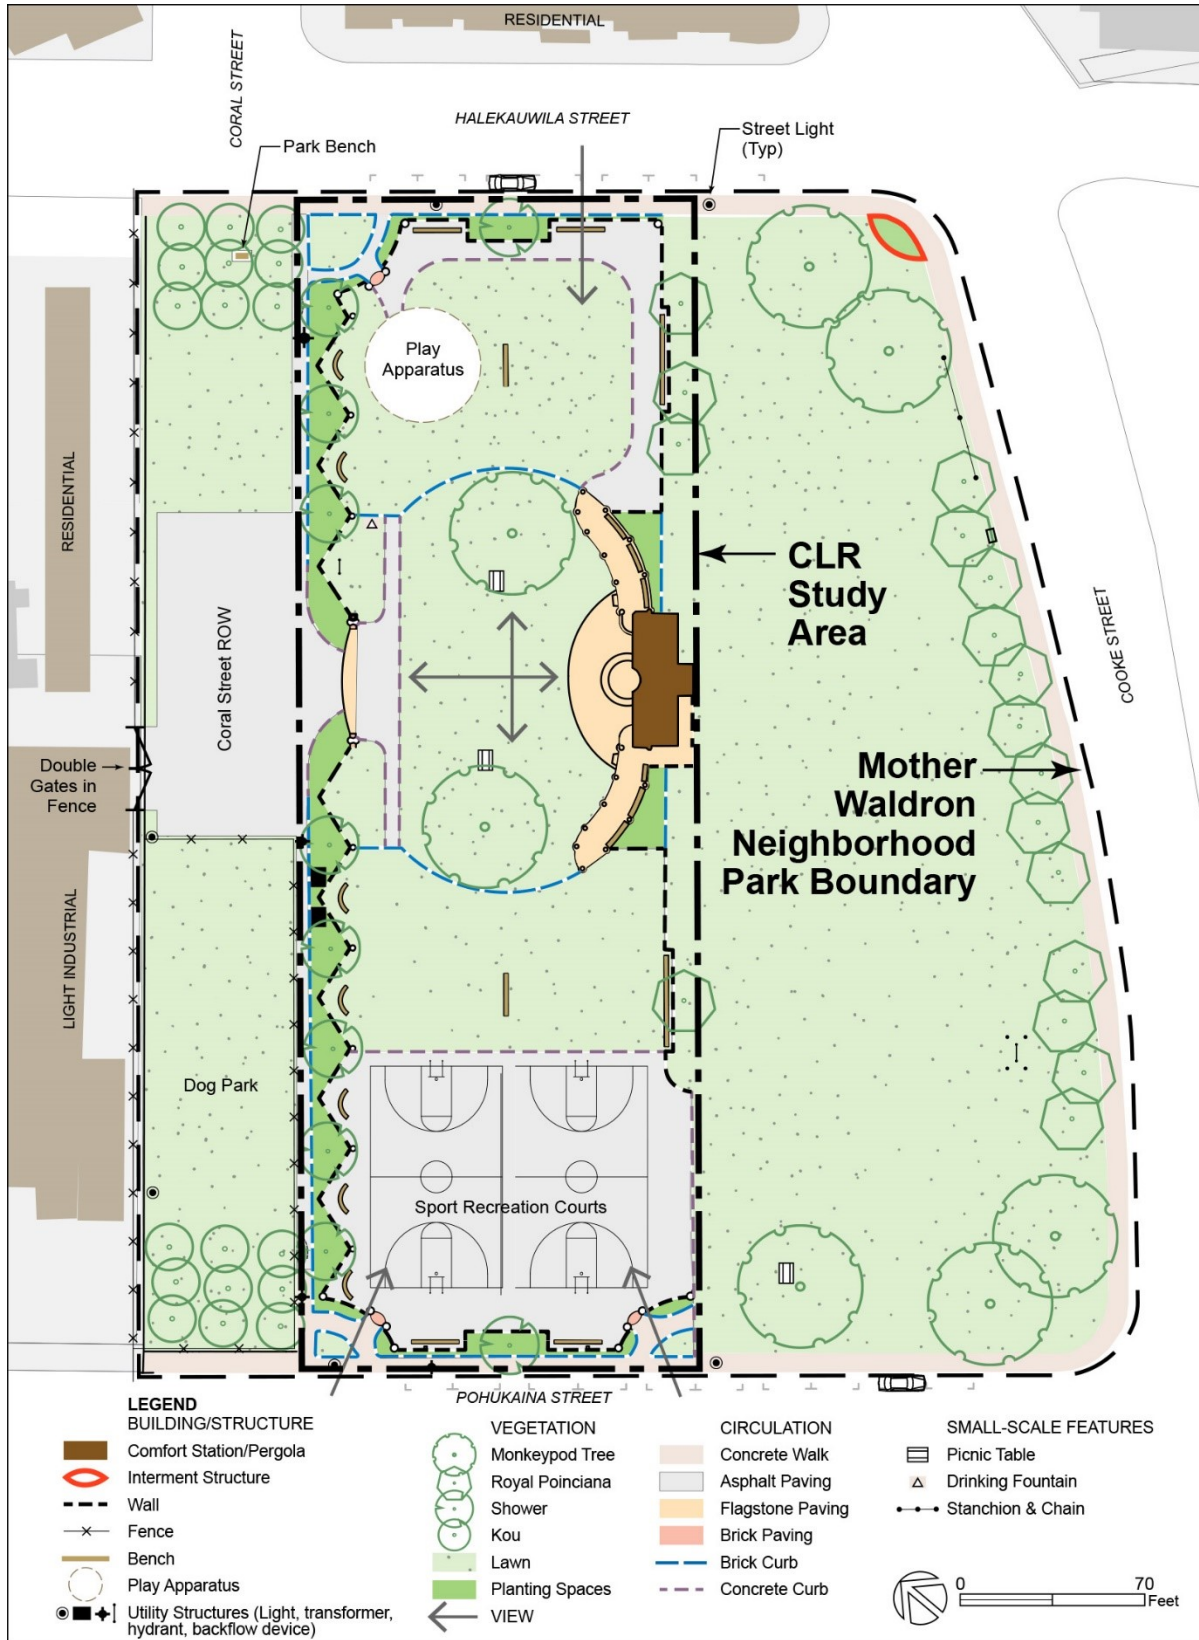 RESIDENTIAL
CORAL STREET
HALEKAUWILA STREET
Street Light
(Typ)
Park Bench
Play
Apparatus
RESIDENTIAL
CLR
Study
Area
Coral Street ROW
COOKE STREET
Double
Gates in
Fence
Mother
Waldron
Neighborhood
Park Boundary
LIGHT INDUSTRIAL
Dog Park
Sport Recreation Courts
POHUKAINA STREET
LEGEND
BUILDING/STRUCTURE
Comfort Station/Pergola
Interment Structure
Wall
Fence
Bench
Play Apparatus
Utility Structures (Light, transformer,
hydrant, backflow device)
VEGETATION
Monkeypod Tree
Royal Poinciana
Shower
Kou
Lawn
Planting Spaces
VIEW
CIRCULATION
Concrete Walk
Asphalt Paving
Flagstone Paving
Brick Paving
Brick Curb
Concrete Curb
SMALL-SCALE FEATURES
Picnic Table
Drinking Fountain
Stanchion & Chain
0 70
Feet